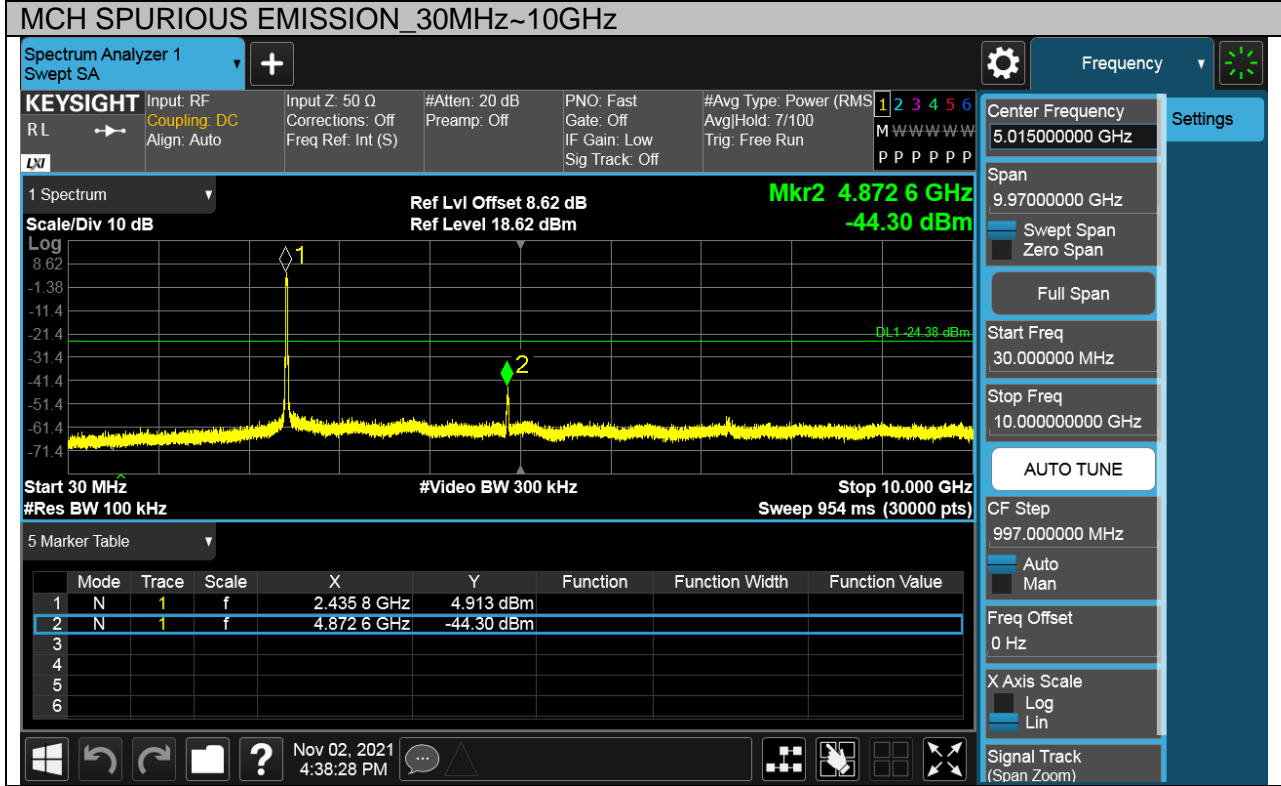 MCH SPURIOUS EMISSION_30MHz~10GHz
Spectrum Analyzer 1
Swept SA
+
Frequency
KEYSIGHT
RL
LXI
Input: RF
Coupling: DC
Align: Auto
Input Z: 50 Ω
Corrections: Off
Freq Ref: Int (S)
#Atten: 20 dB
Preamp: Off
PNO: Fast
Gate: Off
IF Gain: Low
Sig Track: Off
#Avg Type: Power (RMS
Avg|Hold: 7/100
Trig: Free Run
1 2 3 4 5 6
M W W W W W
P P P P P P
Center Frequency
5.015000000 GHz
Settings
Span
9.97000000 GHz
Swept Span
Zero Span
Full Span
Start Freq
30.000000 MHz
Stop Freq
10.000000000 GHz
AUTO TUNE
CF Step
997.000000 MHz
Auto
Man
Freq Offset
0 Hz
X Axis Scale
Log
Lin
Signal Track
(Span Zoom)
1 Spectrum
Scale/Div 10 dB
Ref Lvl Offset 8.62 dB
Ref Level 18.62 dBm
Mkr2 4.872 6 GHz
-44.30 dBm
Log
8.62
-1.38
-11.4
-21.4
-31.4
-41.4
-51.4
-61.4
-71.4
1
2
DL1 -24.38 dBm
Start 30 MHz
#Video BW 300 kHz
Stop 10.000 GHz
#Res BW 100 kHz
Sweep 954 ms (30000 pts)
5 Marker Table
Mode Trace Scale X Y Function Function Width Function Value
1 N 1 f 2.435 8 GHz 4.913 dBm
2 N 1 f 4.872 6 GHz -44.30 dBm
3
4
5
6
?
Nov 02, 2021
4:38:28 PM